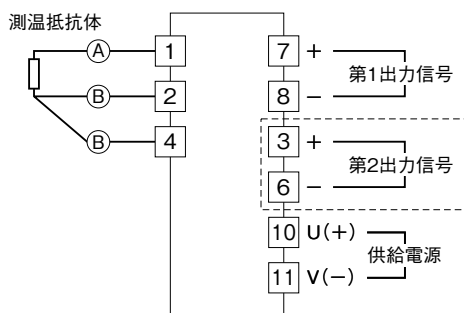 測温抵抗体
A 1 7 +
第1出力信号
B 2 8 −
B 4 3 +
第2出力信号
6 −
10 U(+)
供給電源
11 V(−)